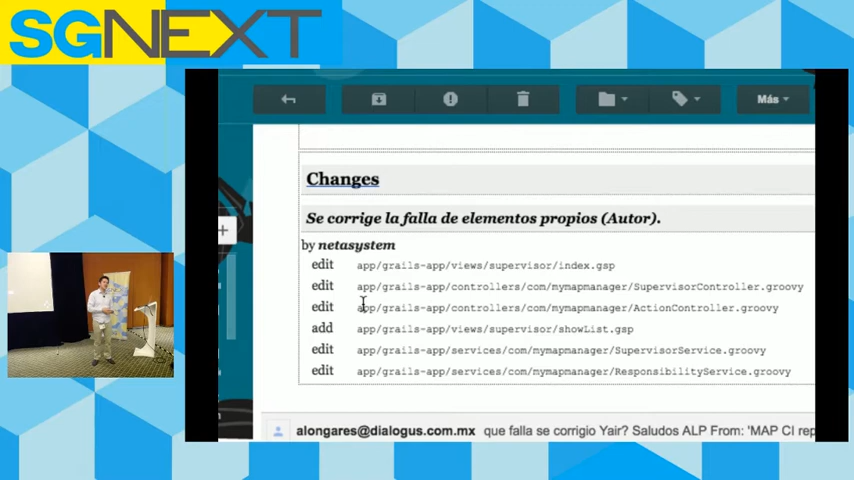 SGNEXT
Más
Changes
Se corrige la falla de elementos propios (Autor).
by netasystem
edit app/grails-app/views/supervisor/index.gsp
edit app/grails-app/controllers/com/mymapmanager/SupervisorController.groovy
edit app/grails-app/controllers/com/mymapmanager/ActionController.groovy
add app/grails-app/views/supervisor/showList.gsp
edit app/grails-app/services/com/mymapmanager/SupervisorService.groovy
edit app/grails-app/services/com/mymapmanager/ResponsibilityService.groovy
alongares@dialogus.com.mx que falla se corrigio Yair? Saludos ALP From: 'MAP CI rep